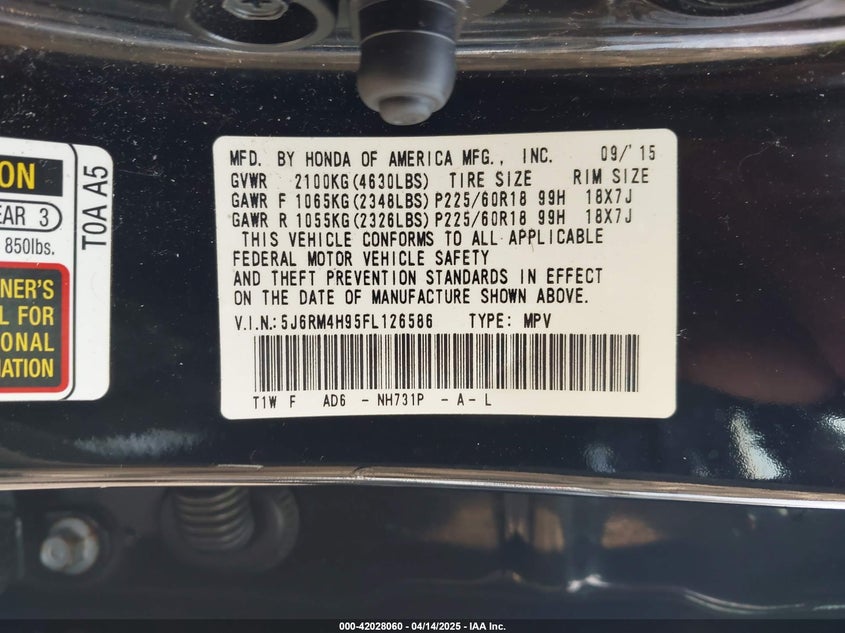 ON
EAR 3
850lbs.
NER'S
L FOR
ONAL
MATION
T0A A5
MFD. BY HONDA OF AMERICA MFG., INC. 09/'15
GVWR 2100KG(4630LBS) TIRE SIZE RIM SIZE
GAWR F 1065KG(2348LBS) P225/60R18 99H 18X7J
GAWR R 1055KG(2326LBS) P225/60R18 99H 18X7J
THIS VEHICLE CONFORMS TO ALL APPLICABLE
FEDERAL MOTOR VEHICLE SAFETY
AND THEFT PREVENTION STANDARDS IN EFFECT
ON THE DATE OF MANUFACTURE SHOWN ABOVE.
V.I.N.:5J6RM4H95FL126586 TYPE: MPV
T1W F AD6 - NH731P - A - L
000-42028060 - 04/14/2025 - IAA Inc.